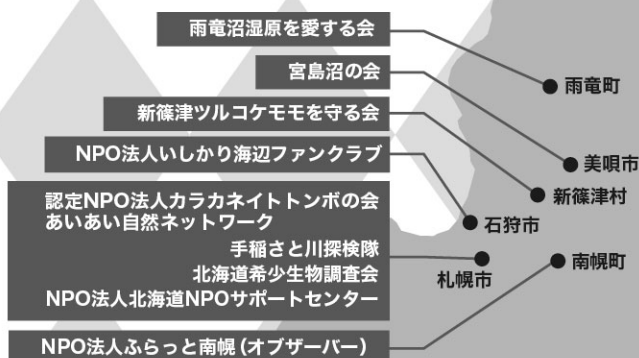 雨竜沼湿原を愛する会
宮島沼の会
新篠津ツルコケモモを守る会
NPO法人いしかり海辺ファンクラブ
認定NPO法人カラカネイトトンボの会
あいあい自然ネットワーク
手稲さと川探検隊
北海道希少生物調査会
NPO法人北海道NPOサポートセンター
NPO法人ふらっと南幌(オブザーバー)
雨竜町
美唄市
新篠津村
石狩市
札幌市
南幌町